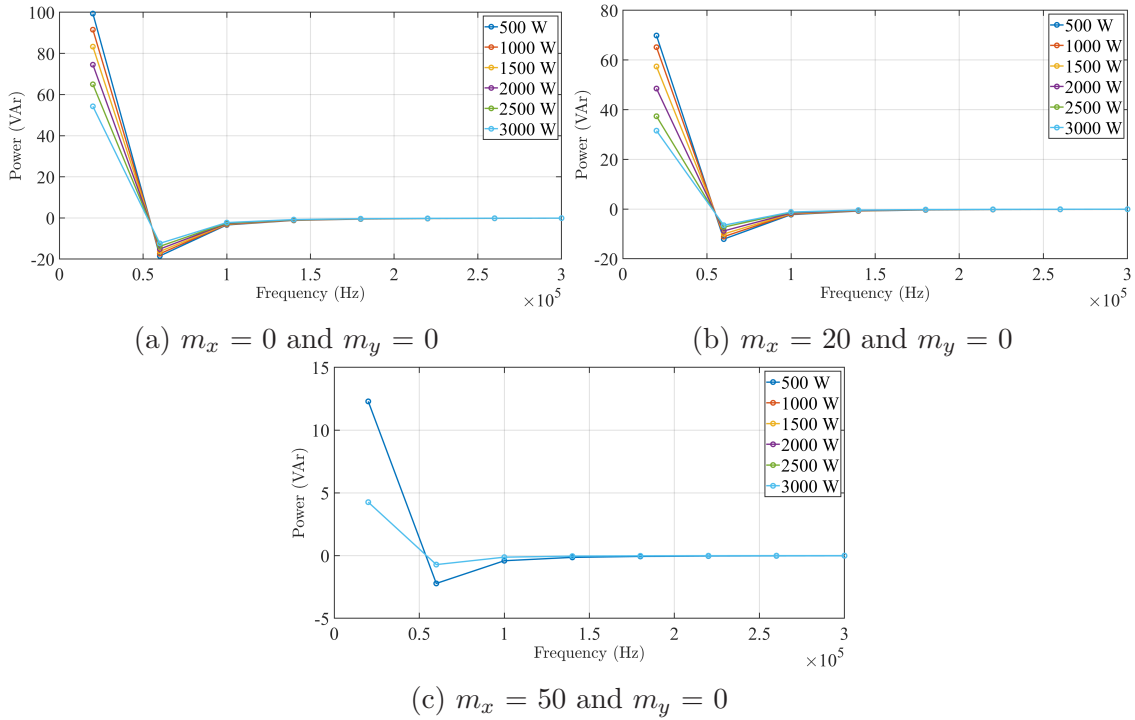 100
80
60
40
20
0
-20
Power (VAr)
500 W
1000 W
1500 W
2000 W
2500 W
3000 W
0 0.5 1 1.5 2 2.5 3
Frequency (Hz)
×10^5
(a) m_x = 0 and m_y = 0
80
60
40
20
0
-20
Power (VAr)
500 W
1000 W
1500 W
2000 W
2500 W
3000 W
0 0.5 1 1.5 2 2.5 3
Frequency (Hz)
×10^5
(b) m_x = 20 and m_y = 0
15
10
5
0
-5
Power (VAr)
500 W
1000 W
1500 W
2000 W
2500 W
3000 W
0 0.5 1 1.5 2 2.5 3
Frequency (Hz)
×10^5
(c) m_x = 50 and m_y = 0